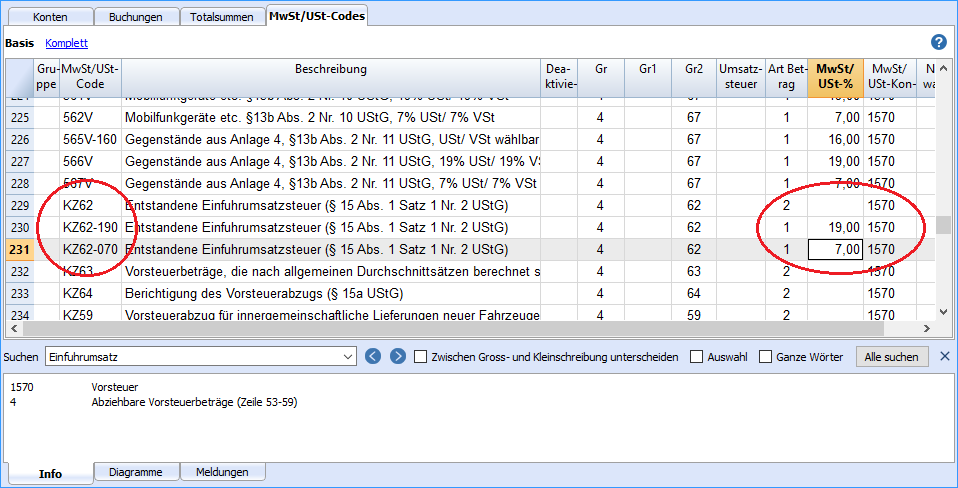 Konten Buchungen Totalsummen MwSt/USt-Codes
Basis Komplett ?
Gru- MwSt/USt- Beschreibung Dea- Gr Gr1 Gr2 Umsatz- Art Bet- MwSt/ MwSt/ N
ppe Code ktivie- steuer rag USt-% USt-Kon- wa
225 562V Mobilfunkgeräte etc. §13b Abs. 2 Nr. 10 UStG, 7% USt/ 7% VSt 4 67 1 7,00 1570
226 565V-160 Gegenstände aus Anlage 4, §13b Abs. 2 Nr. 11 UStG, USt/ VSt wählbar 4 67 1 16,00 1570
227 566V Gegenstände aus Anlage 4, §13b Abs. 2 Nr. 11 UStG, 19% USt/ 19% VS 4 67 1 19,00 1570
228 567V Gegenstände aus Anlage 4, §13b Abs. 2 Nr. 11 UStG, 7% USt/ 7% VSt 4 67 1 7,00 1570
229 KZ62 Entstandene Einfuhrumsatzsteuer (§ 15 Abs. 1 Satz 1 Nr. 2 UStG) 4 62 2 1570
230 KZ62-190 Entstandene Einfuhrumsatzsteuer (§ 15 Abs. 1 Satz 1 Nr. 2 UStG) 4 62 1 19,00 1570
231 KZ62-070 Entstandene Einfuhrumsatzsteuer (§ 15 Abs. 1 Satz 1 Nr. 2 UStG) 4 62 1 7,00 1570
232 KZ63 Vorsteuerbeträge, die nach allgemeinen Durchschnittsätzen berechnet s 4 63 2 1570
233 KZ64 Berichtigung des Vorsteuerabzugs (§ 15a UStG) 4 64 2 1570
234 KZ59 Vorsteuerabzug für innergemeinschaftliche Lieferungen neuer Fahrzeuge 4 59 2 1570
Suchen Einfuhrumsatz Zwischen Gross- und Kleinschreibung unterscheiden Auswahl Ganze Wörter Alle suchen
1570 Vorsteuer
4 Abziehbare Vorsteuerbeträge (Zeile 53-59)
Info Diagramme Meldungen